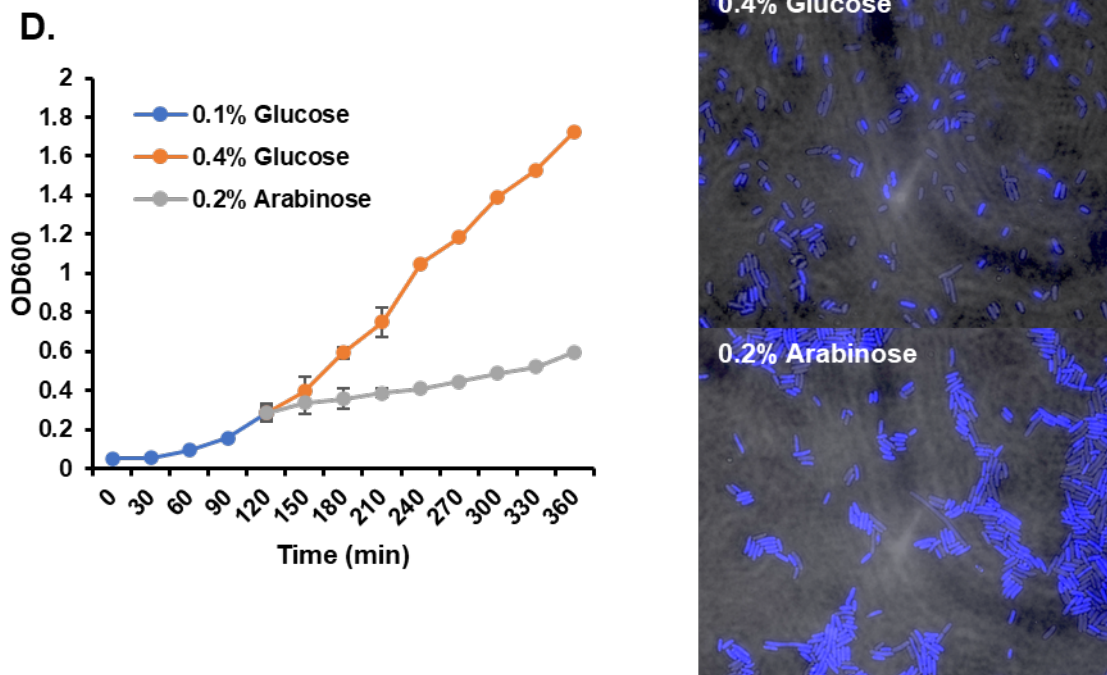 D.
2
1.8
1.6
1.4
1.2
1
0.8
0.6
0.4
0.2
0
OD600
0.1% Glucose
0.4% Glucose
0.2% Arabinose
0 30 60 90 120 150 180 210 240 270 300 330 360
Time (min)
0.4% Glucose
0.2% Arabinose